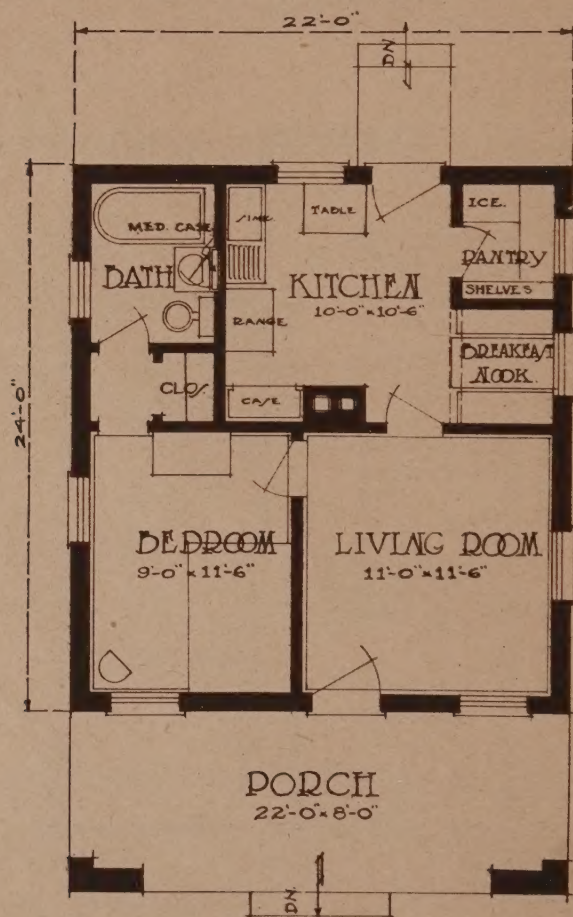 22'-0"
DN.
MED. CASE
SINK
TABLE
ICE.
BATH
KITCHEN
10'-0" x 10'-6"
PANTRY
SHELVES
RANGE
BREAKFAST
NOOK.
CLOS.
CASE
24'-0"
BEDROOM
9'-0" x 11'-6"
LIVING ROOM
11'-0" x 11'-6"
PORCH
22'-0" x 8'-0"
DN.